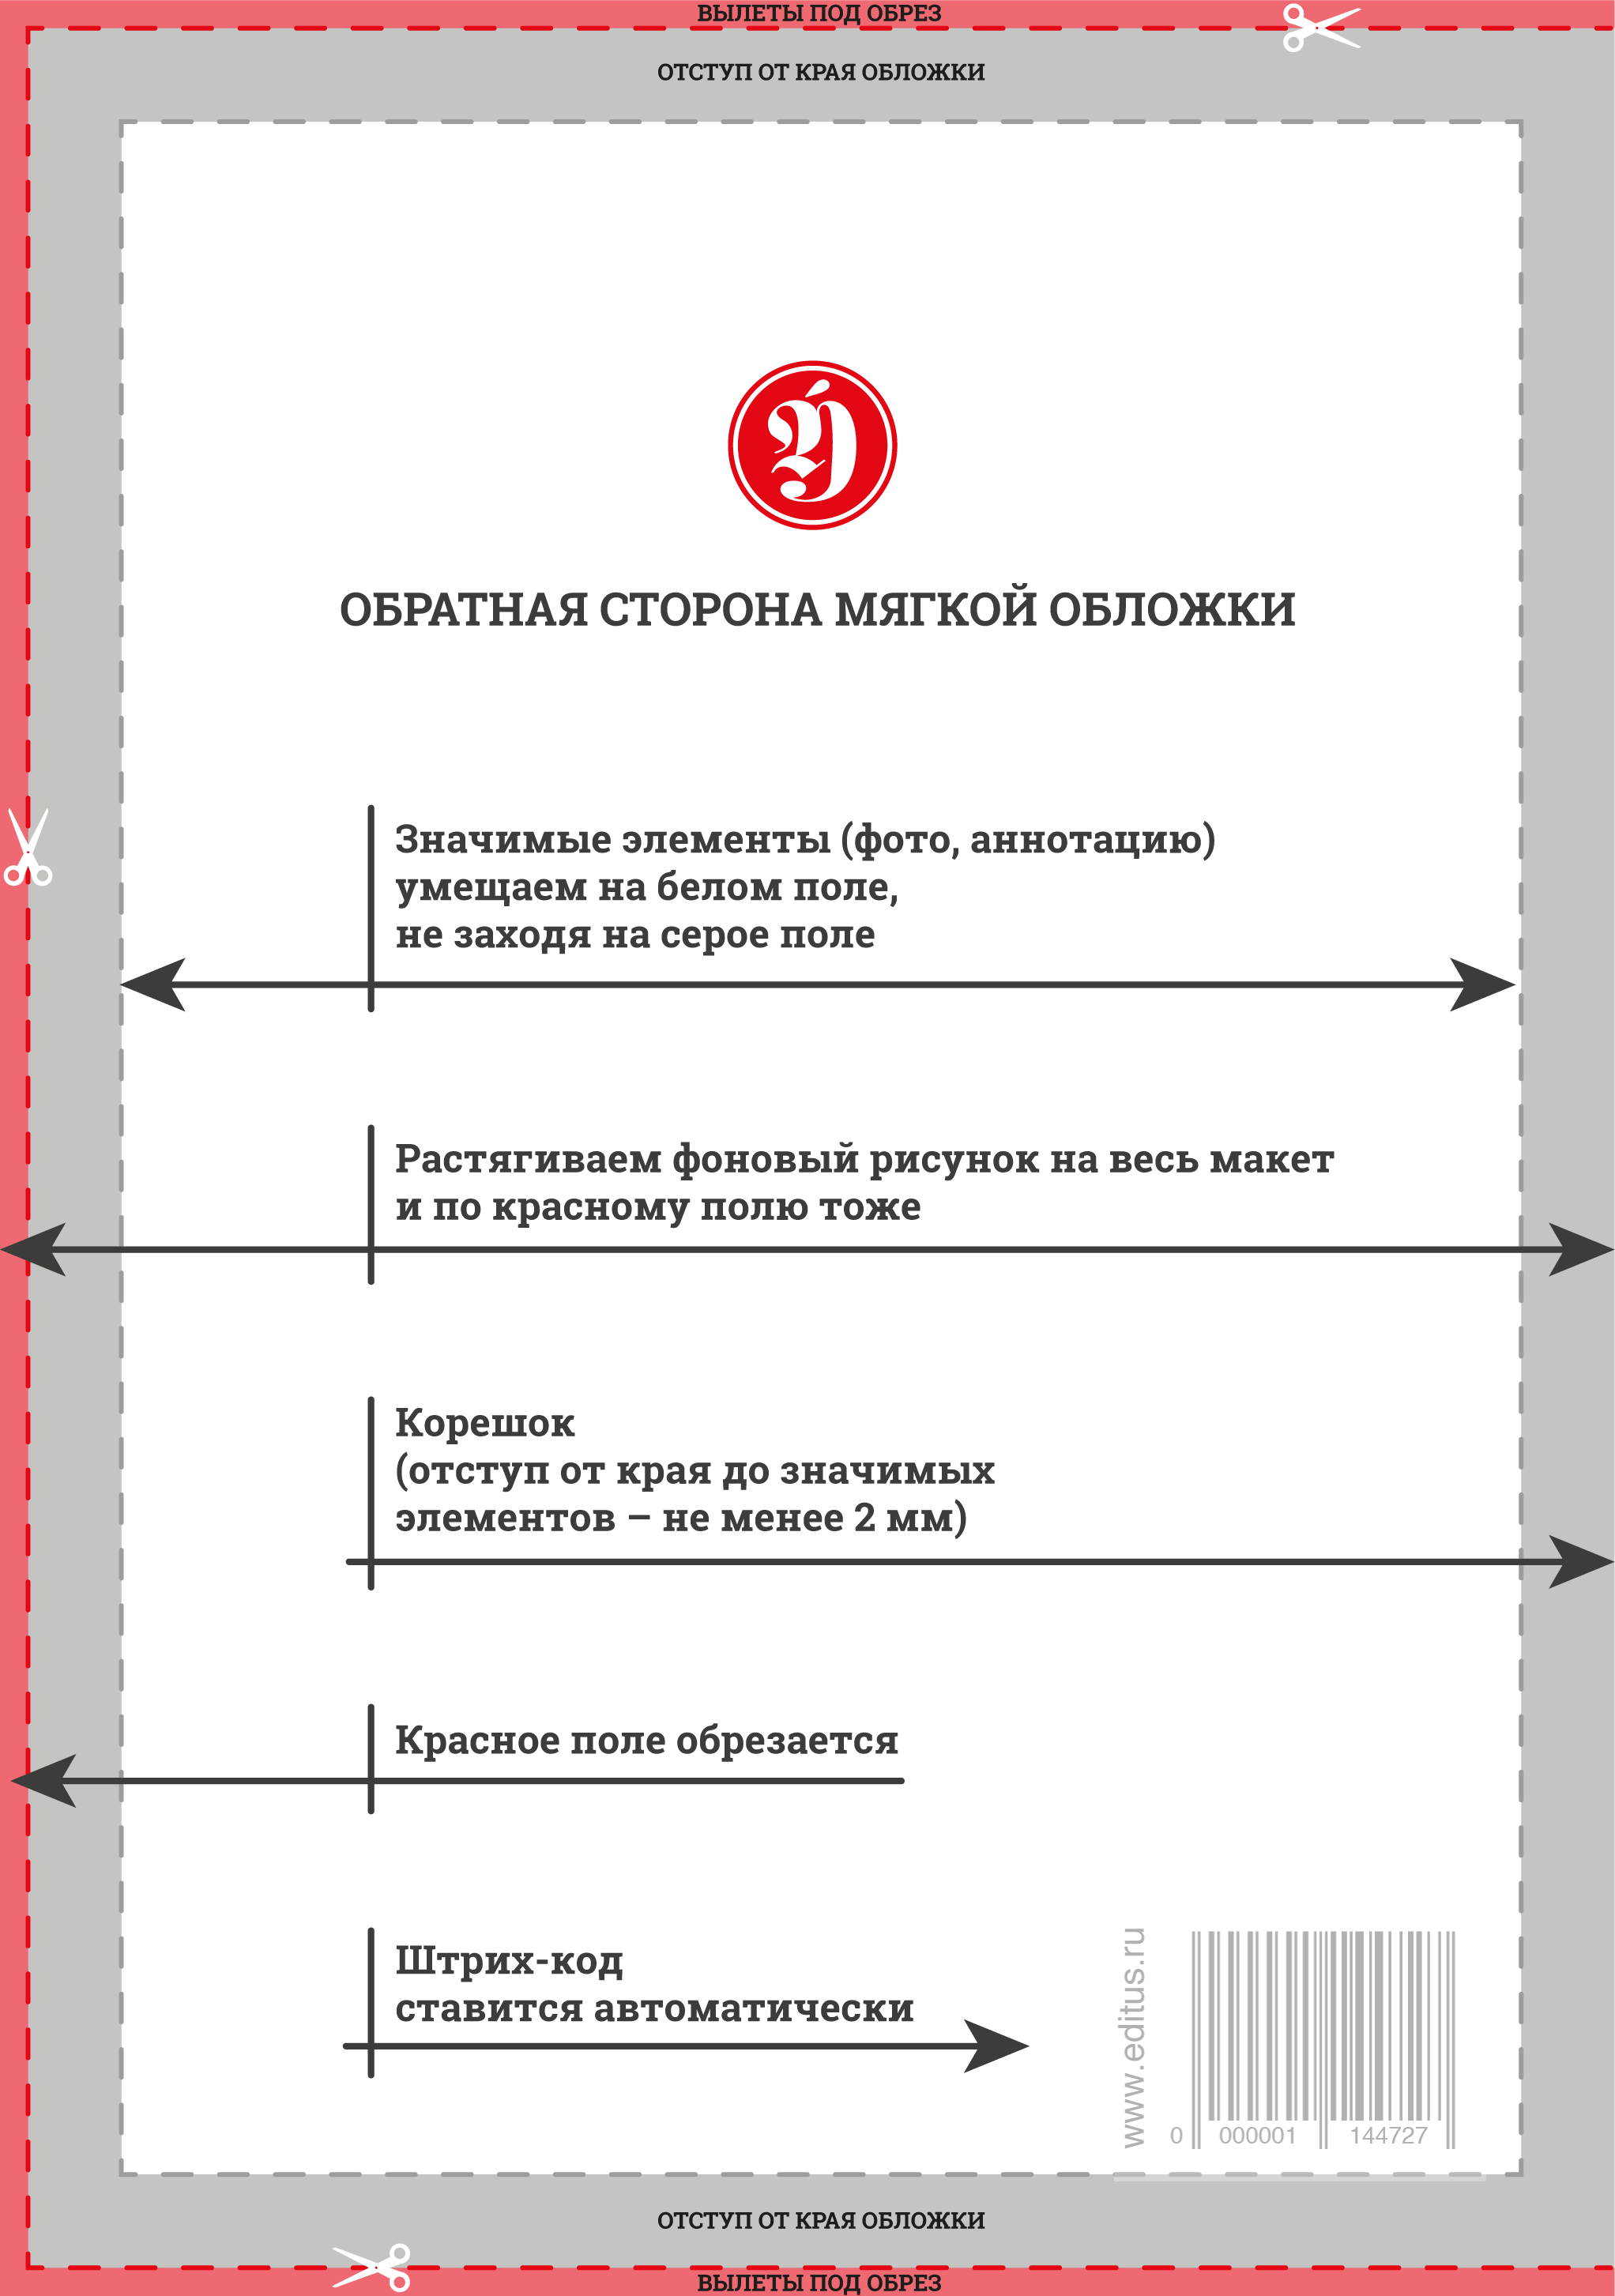 ВЫЛЕТЫ ПОД ОБРЕЗ
ОТСТУП ОТ КРАЯ ОБЛОЖКИ
ОБРАТНАЯ СТОРОНА МЯГКОЙ ОБЛОЖКИ
Значимые элементы (фото, аннотацию)
умещаем на белом поле,
не заходя на серое поле
Растягиваем фоновый рисунок на весь макет
и по красному полю тоже
Корешок
(отступ от края до значимых
элементов – не менее 2 мм)
Красное поле обрезается
Штрих-код
ставится автоматически
www.editus.ru
0 000001 144727
ОТСТУП ОТ КРАЯ ОБЛОЖКИ
ВЫЛЕТЫ ПОД ОБРЕЗ